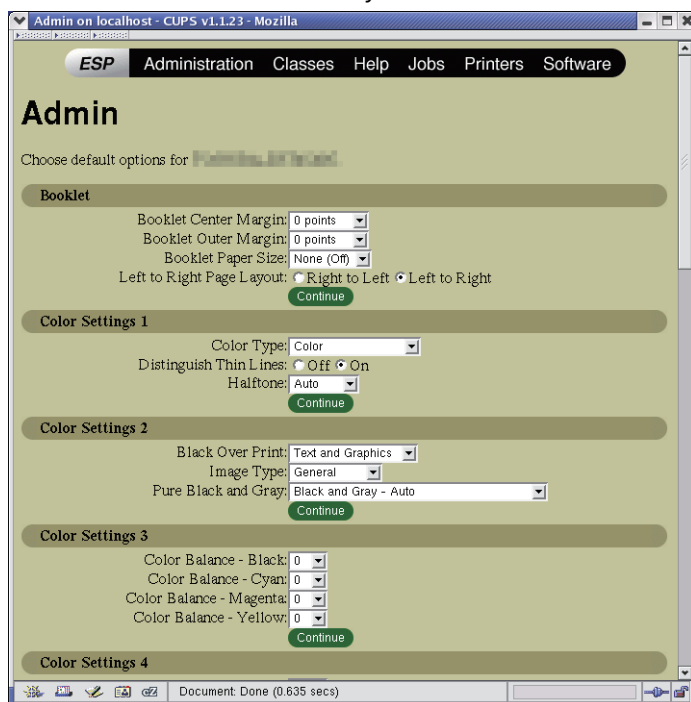 Admin on localhost - CUPS v1.1.23 - Mozilla
ESP Administration Classes Help Jobs Printers Software
Admin
Choose default options for
Booklet
Booklet Center Margin: 0 points
Booklet Outer Margin: 0 points
Booklet Paper Size: None (Off)
Left to Right Page Layout: Right to Left Left to Right
Continue
Color Settings 1
Color Type: Color
Distinguish Thin Lines: Off On
Halftone: Auto
Continue
Color Settings 2
Black Over Print: Text and Graphics
Image Type: General
Pure Black and Gray: Black and Gray - Auto
Continue
Color Settings 3
Color Balance - Black: 0
Color Balance - Cyan: 0
Color Balance - Magenta: 0
Color Balance - Yellow: 0
Continue
Color Settings 4
Document: Done (0.635 secs)